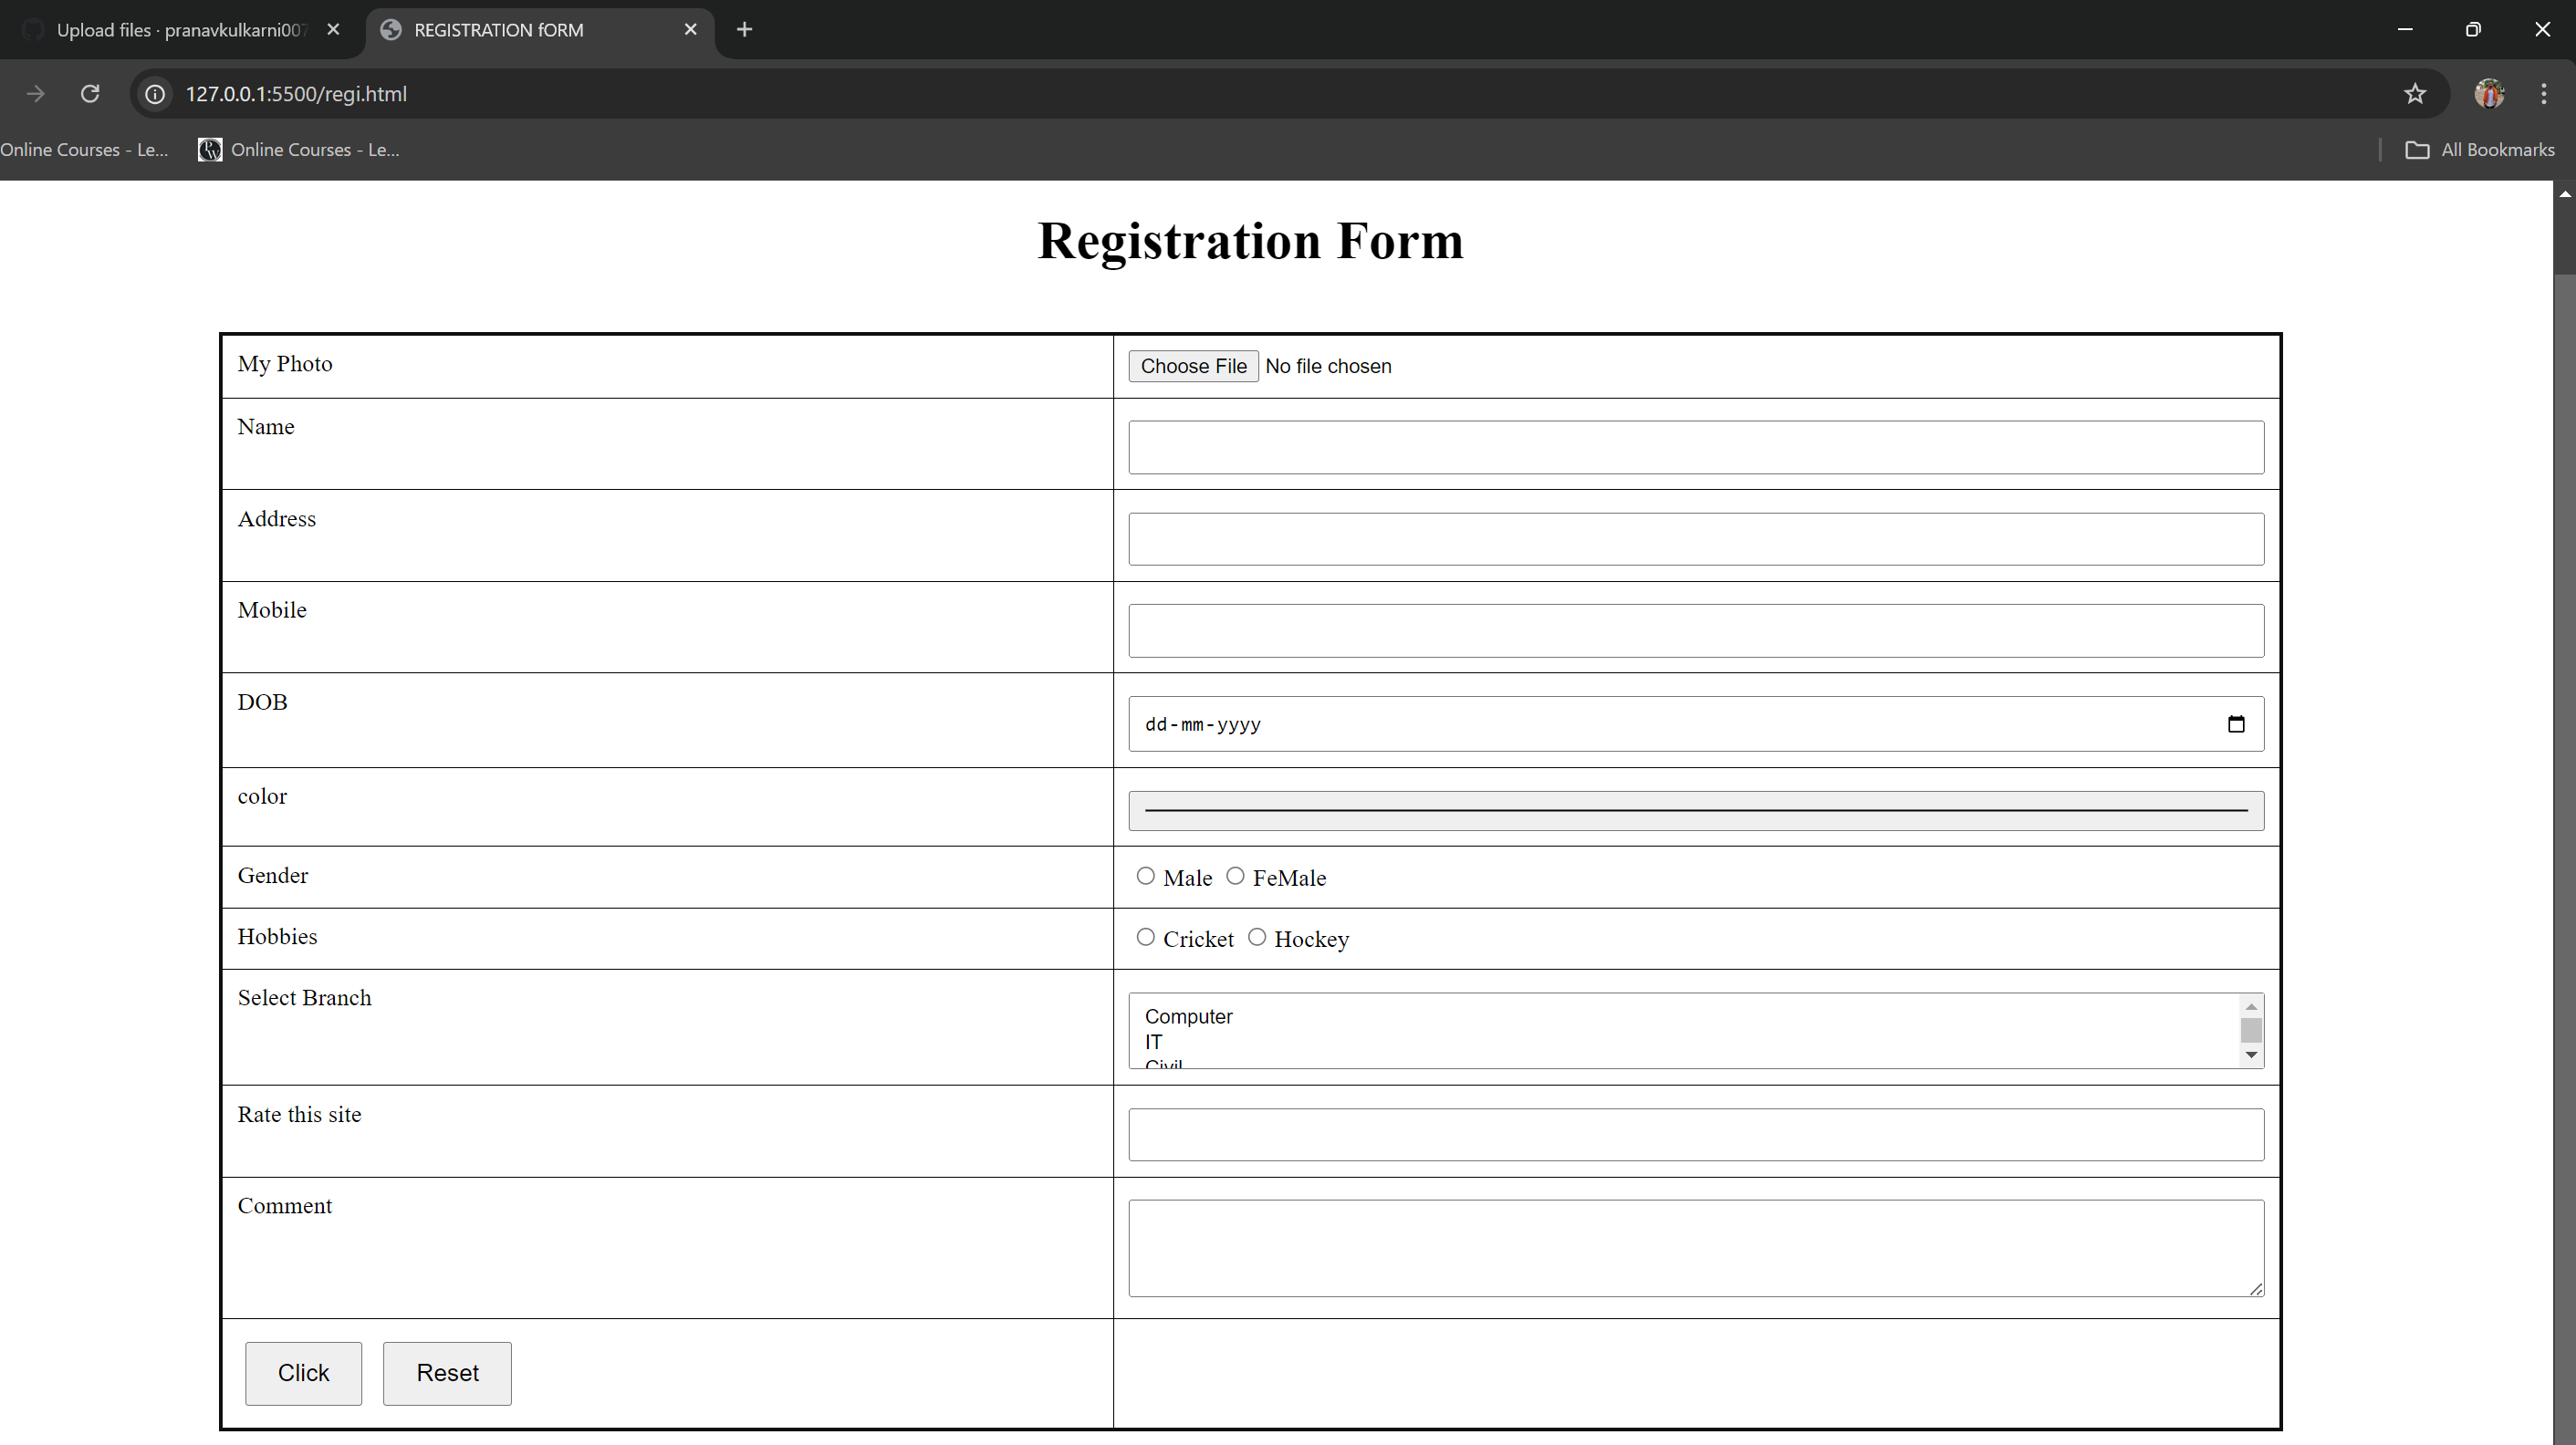 Upload files · pranavkulkarni007
REGISTRATION fORM
127.0.0.1:5500/regi.html
Online Courses - Le...
Online Courses - Le...
All Bookmarks
Registration Form
My Photo
Choose File No file chosen
Name
Address
Mobile
DOB
dd-mm-yyyy
color
Gender
Male FeMale
Hobbies
Cricket Hockey
Select Branch
Computer
IT
Civil
Rate this site
Comment
Click Reset